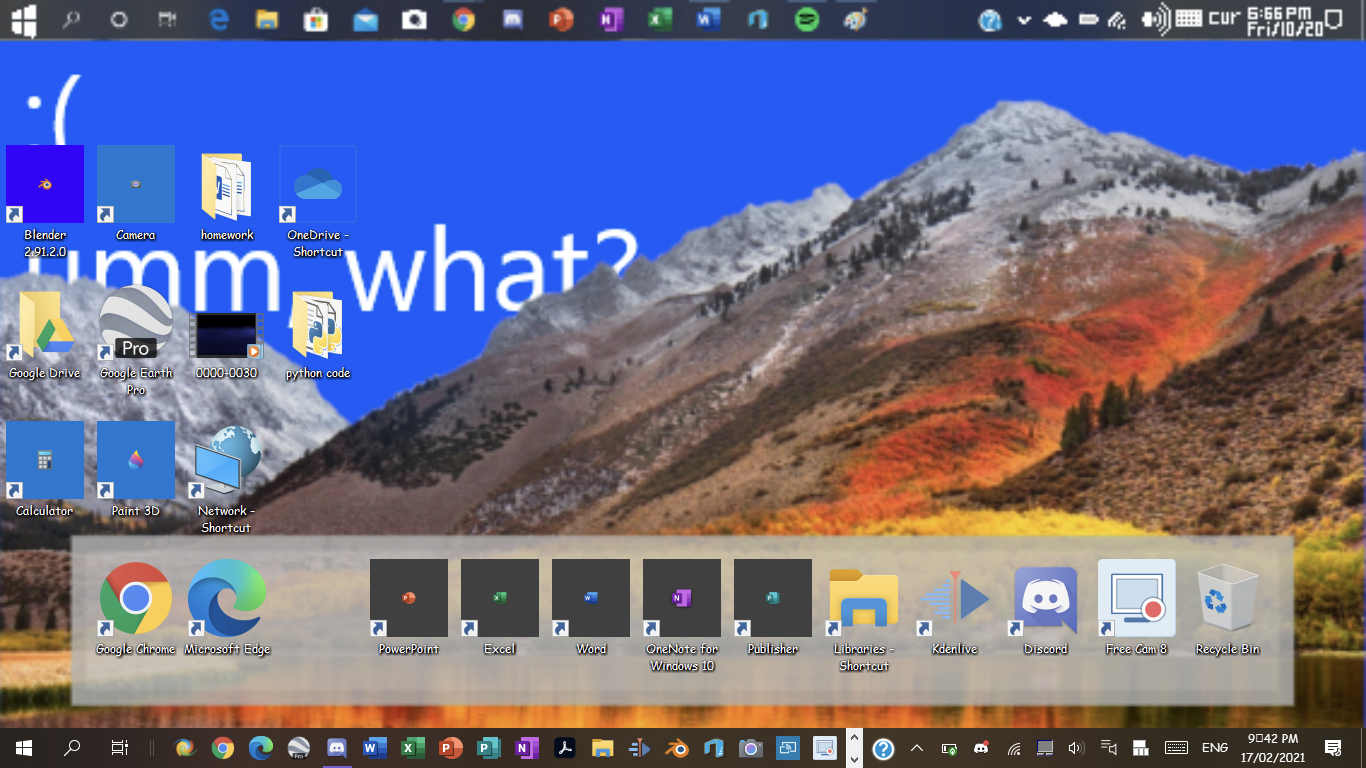 cur
6:66 PM
Fri/10/20
:(
Blender
2.91.2.0
Camera
homework
OneDrive -
Shortcut
umm, what?
Google Drive
Pro
Google Earth
Pro
0000-0030
python code
Calculator
Paint 3D
Network -
Shortcut
Google Chrome
Microsoft Edge
PowerPoint
Excel
Word
OneNote for
Windows 10
Publisher
Libraries -
Shortcut
Kdenlive
Discord
Free Cam 8
Recycle Bin
ENG
9:42 PM
17/02/2021